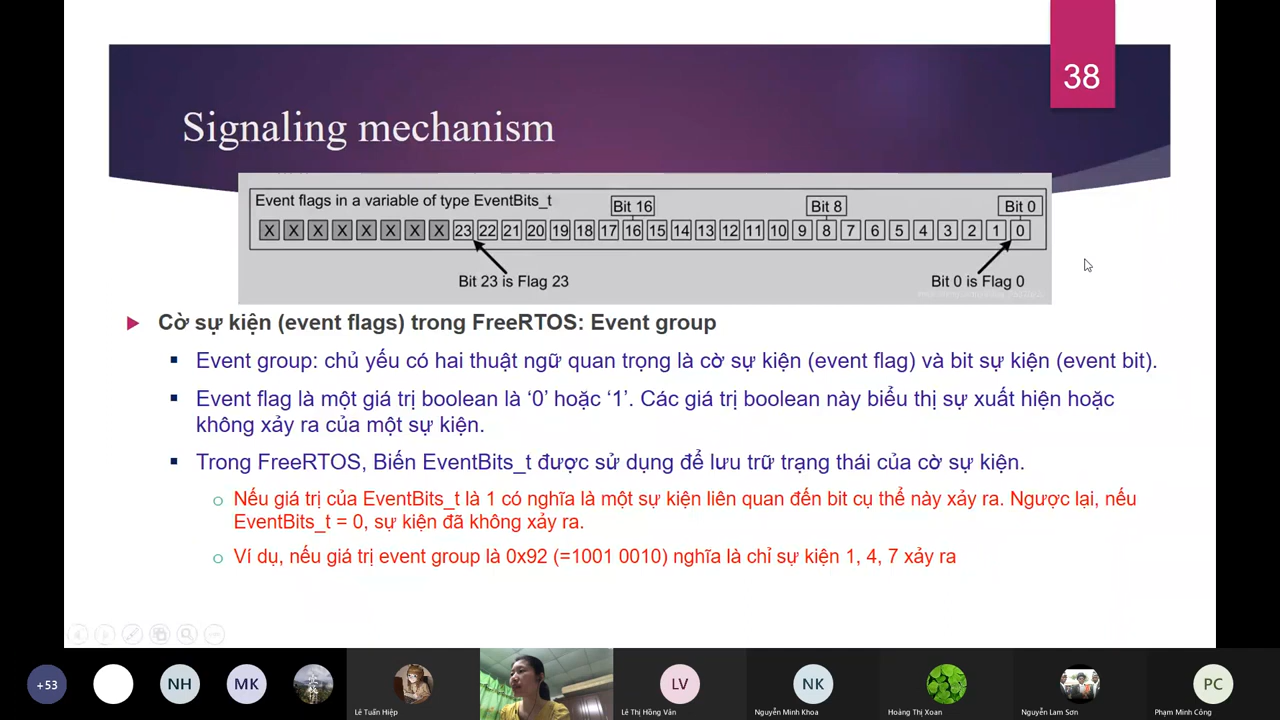 38
Signaling mechanism
Event flags in a variable of type EventBits_t
Bit 16
Bit 8
Bit 0
X X X X X X X X 23 22 21 20 19 18 17 16 15 14 13 12 11 10 9 8 7 6 5 4 3 2 1 0
Bit 23 is Flag 23
Bit 0 is Flag 0
Cờ sự kiện (event flags) trong FreeRTOS: Event group
Event group: chủ yếu có hai thuật ngữ quan trọng là cờ sự kiện (event flag) và bit sự kiện (event bit).
Event flag là một giá trị boolean là ‘0’ hoặc ‘1’. Các giá trị boolean này biểu thị sự xuất hiện hoặc
không xảy ra của một sự kiện.
Trong FreeRTOS, Biến EventBits_t được sử dụng để lưu trữ trạng thái của cờ sự kiện.
Nếu giá trị của EventBits_t là 1 có nghĩa là một sự kiện liên quan đến bit cụ thể này xảy ra. Ngược lại, nếu
EventBits_t = 0, sự kiện đã không xảy ra.
Ví dụ, nếu giá trị event group là 0x92 (=1001 0010) nghĩa là chỉ sự kiện 1, 4, 7 xảy ra
+53
NH
MK
LV
NK
PC
Lê Tuấn Hiệp
Lê Thị Hồng Vân
Nguyễn Minh Khoa
Hoàng Thị Xoan
Nguyễn Lam Sơn
Phạm Minh Công